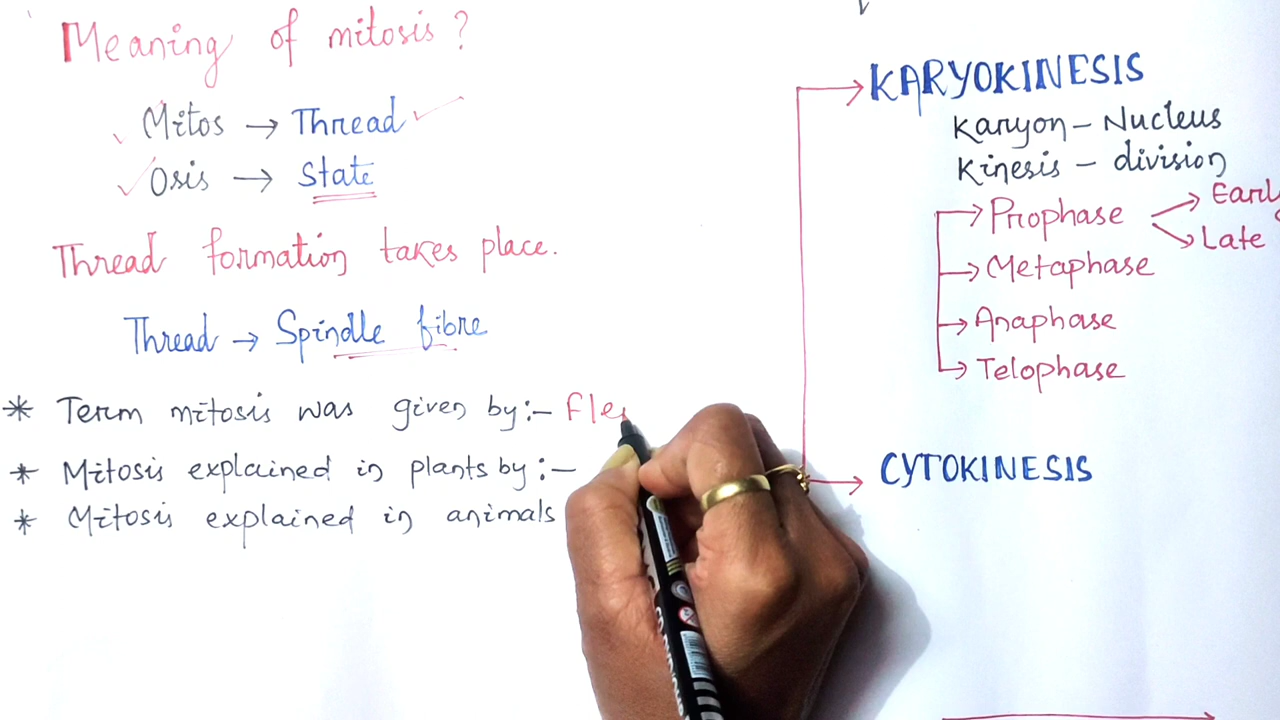 Meaning of mitosis?
Mitos → Thread
Osis → State
Thread formation takes place.
Thread → Spindle fibre
* Term mitosis was given by:- Fle
* Mitosis explained in plants by:-
* Mitosis explained in animals
KARYOKINESIS
Karyon – Nucleus
Kinesis – division
Prophase
Early
Late
Metaphase
Anaphase
Telophase
CYTOKINESIS